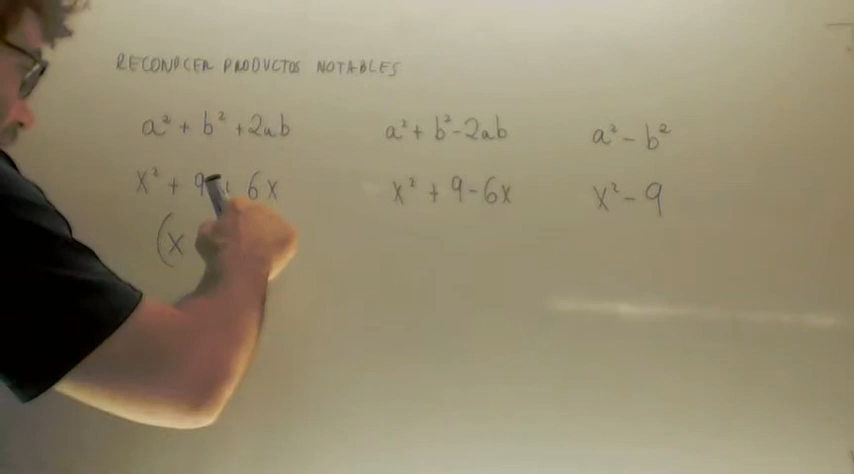 RECONOCER PRODUCTOS NOTABLES
a² + b² + 2ab a² + b² - 2ab a² - b²
x² + 9 + 6x x² + 9 - 6x x² - 9
(x